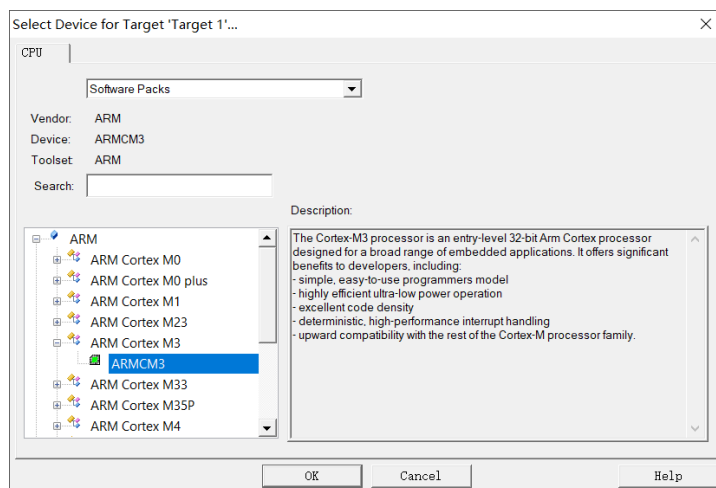 Select Device for Target 'Target 1'...
CPU
Software Packs
Vendor: ARM
Device: ARMCM3
Toolset: ARM
Search:
Description:
ARM
ARM Cortex M0
ARM Cortex M0 plus
ARM Cortex M1
ARM Cortex M23
ARM Cortex M3
ARMCM3
ARM Cortex M33
ARM Cortex M35P
ARM Cortex M4
The Cortex-M3 processor is an entry-level 32-bit Arm Cortex processor
designed for a broad range of embedded applications. It offers significant
benefits to developers, including:
- simple, easy-to-use programmers model
- highly efficient ultra-low power operation
- excellent code density
- deterministic, high-performance interrupt handling
- upward compatibility with the rest of the Cortex-M processor family.
OK Cancel Help